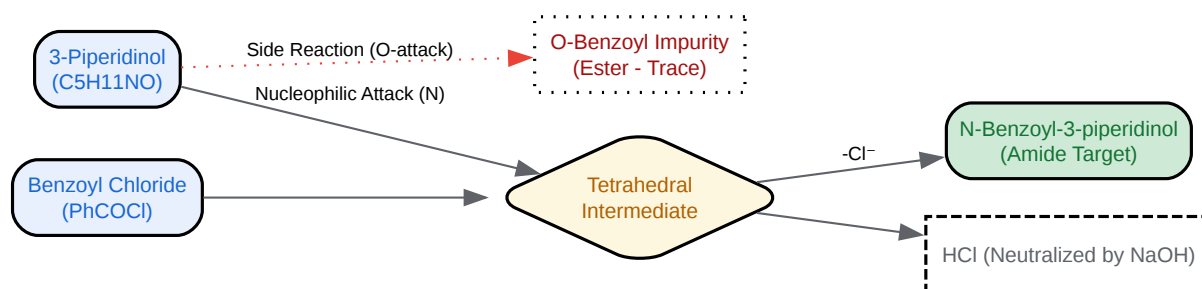 3-Piperidinol
(C5H11NO)
Side Reaction (O-attack)
O-Benzoyl Impurity
(Ester - Trace)
Nucleophilic Attack (N)
Benzoyl Chloride
(PhCOCl)
Tetrahedral
Intermediate
-Cl⁻
N-Benzoyl-3-piperidinol
(Amide Target)
HCl (Neutralized by NaOH)